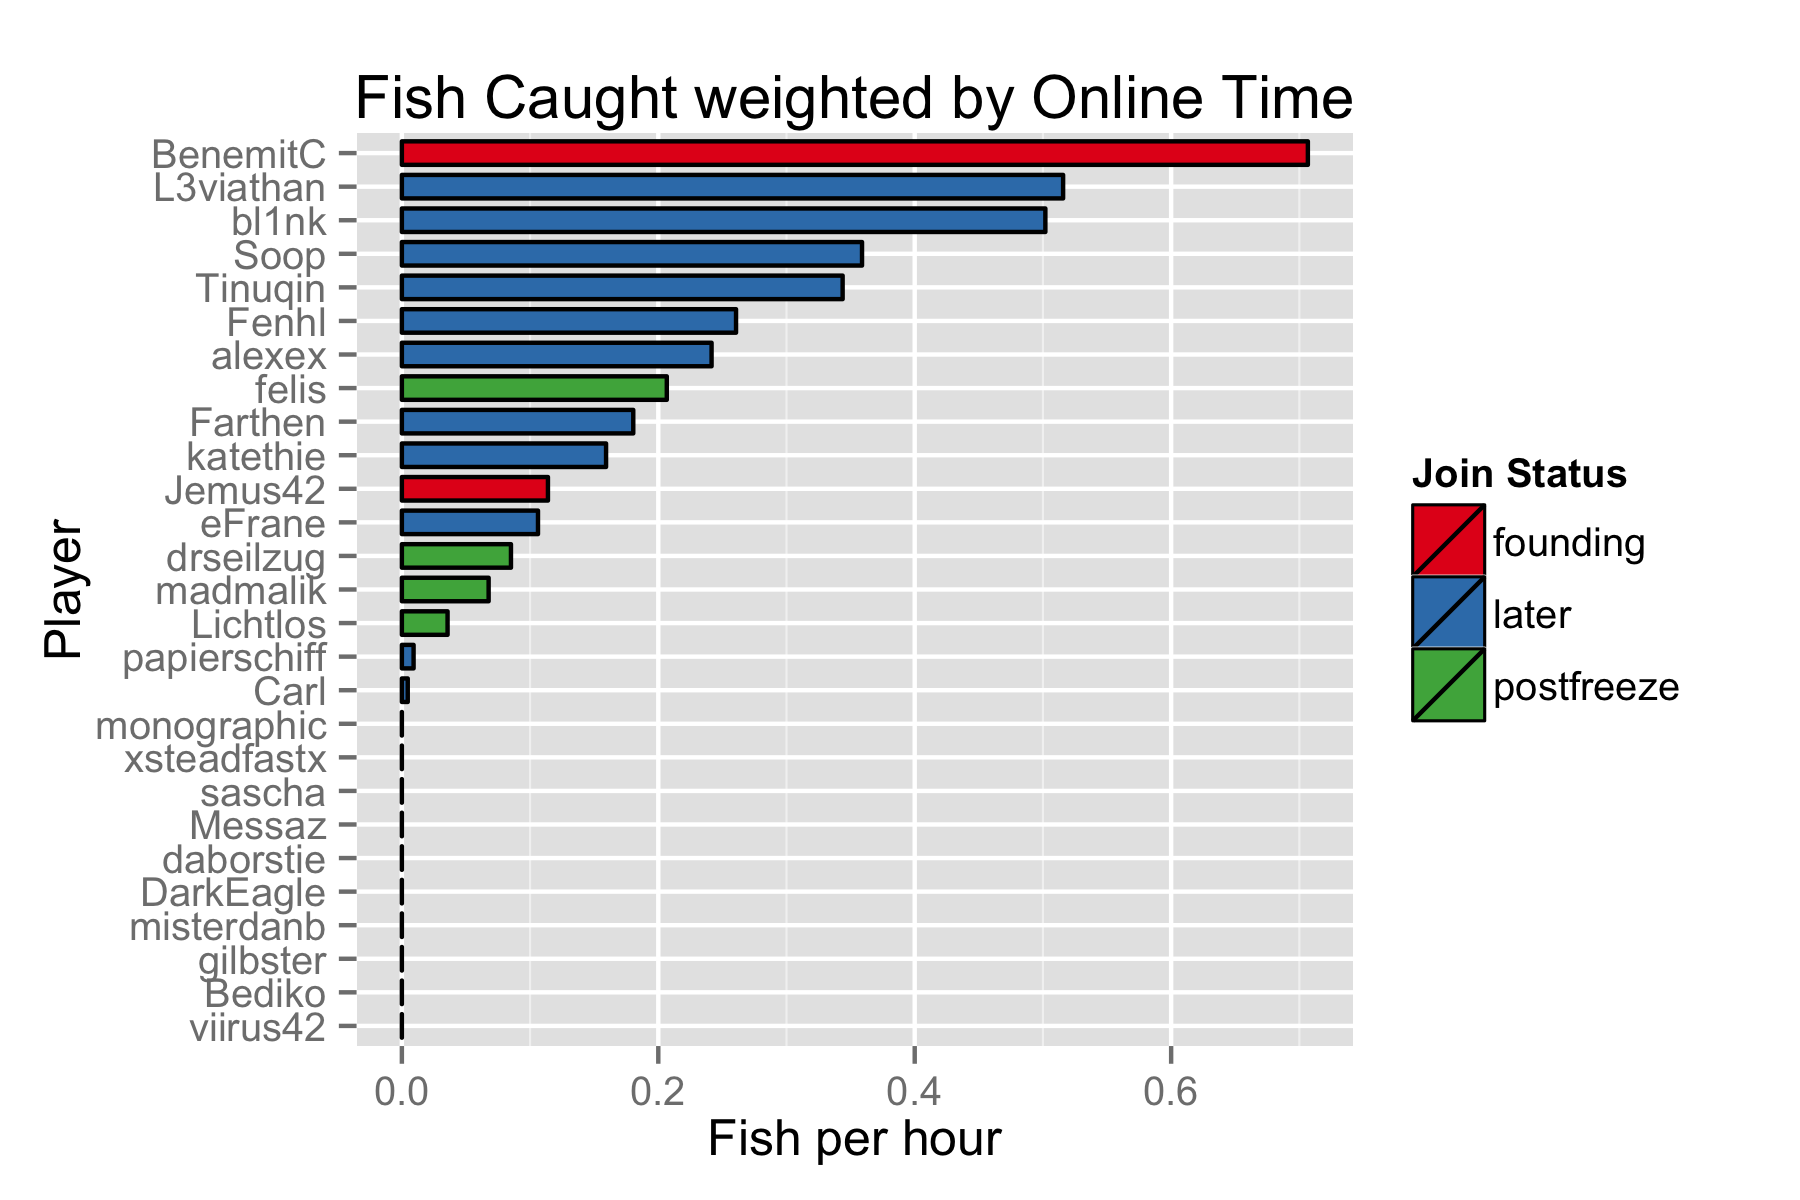 Fish Caught weighted by Online Time
BenemitC
L3viathan
bl1nk
Soop
Tinuqin
Fenhl
alexex
felis
Farthen
katethie
Jemus42
eFrane
drseilzug
madmalik
Lichtlos
papierschiff
Carl
monographic
xsteadfastx
sascha
Messaz
daborstie
DarkEagle
misterdanb
gilbster
Bediko
viirus42
Player
0.0 0.2 0.4 0.6
Fish per hour
Join Status
founding
later
postfreeze